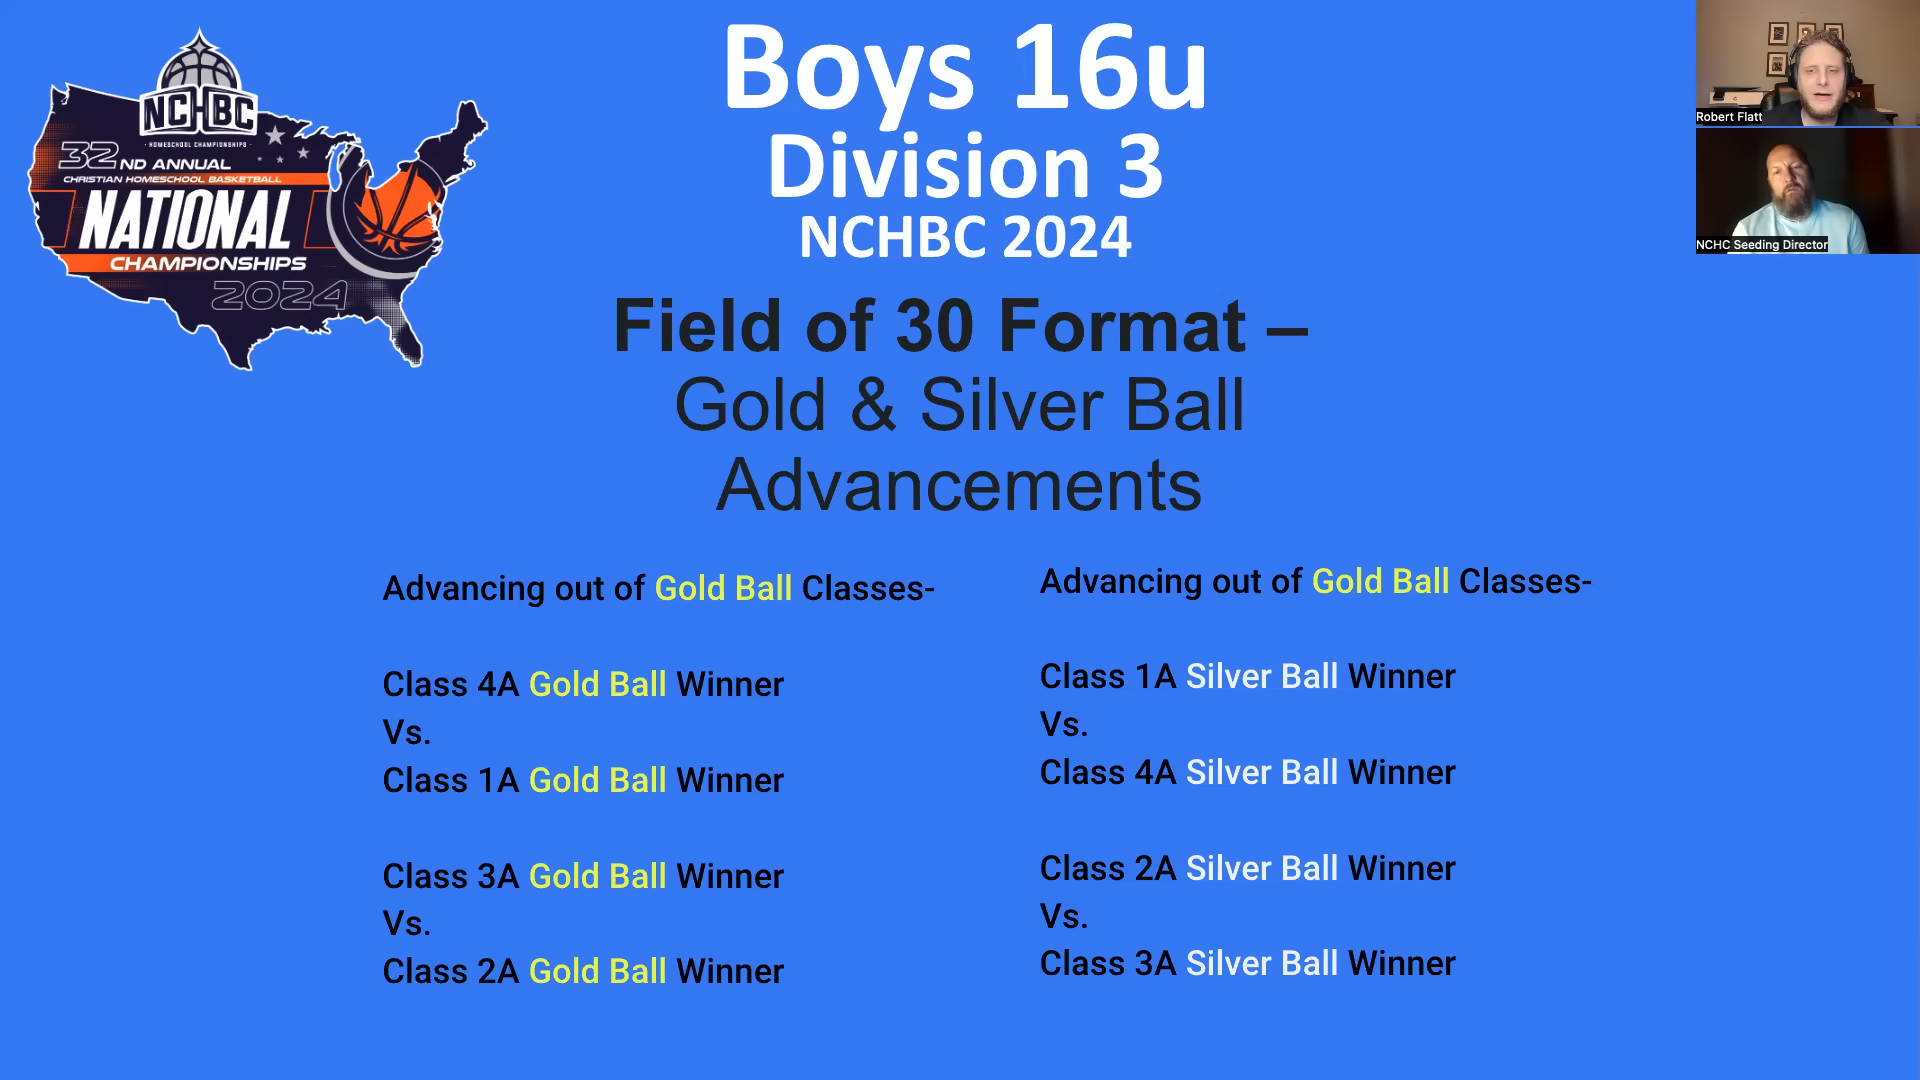 NCHBC
- HOMESCHOOL CHAMPIONSHIPS -
32ND ANNUAL
CHRISTIAN HOMESCHOOL BASKETBALL
NATIONAL
CHAMPIONSHIPS
2024
Boys 16u
Division 3
NCHBC 2024
Field of 30 Format –
Gold & Silver Ball
Advancements
Advancing out of Gold Ball Classes-
Class 4A Gold Ball Winner
Vs.
Class 1A Gold Ball Winner
Class 3A Gold Ball Winner
Vs.
Class 2A Gold Ball Winner
Advancing out of Gold Ball Classes-
Class 1A Silver Ball Winner
Vs.
Class 4A Silver Ball Winner
Class 2A Silver Ball Winner
Vs.
Class 3A Silver Ball Winner
Robert Flatt
NCHC Seeding Director